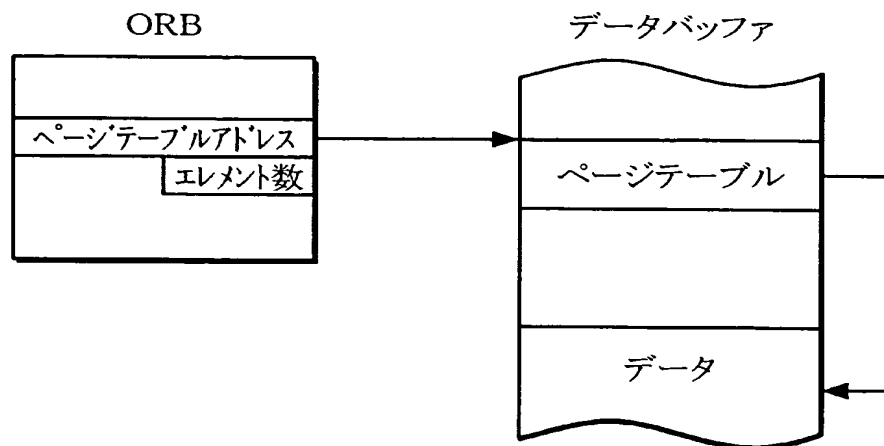 ORB
データバッファ
ページテーブルアドレス
エレメント数
ページテーブル
データ